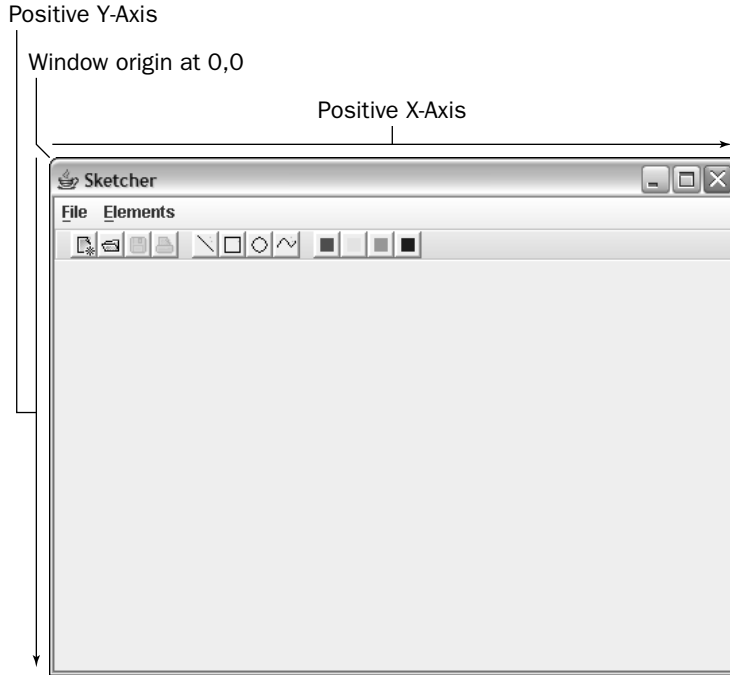 Positive Y-Axis
Window origin at 0,0
Positive X-Axis
Sketcher
File Elements